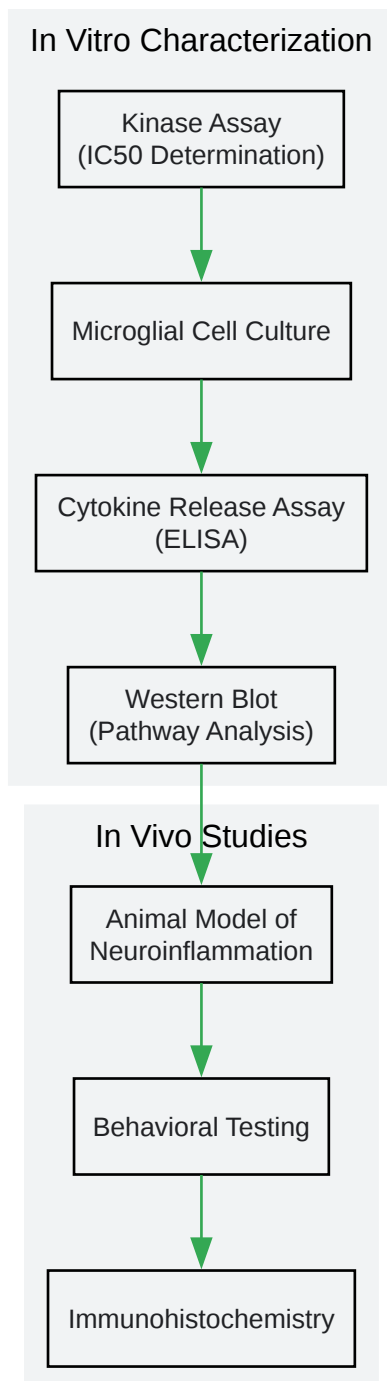 In Vitro Characterization
Kinase Assay
(IC50 Determination)
Microglial Cell Culture
Cytokine Release Assay
(ELISA)
Western Blot
(Pathway Analysis)
In Vivo Studies
Animal Model of
Neuroinflammation
Behavioral Testing
Immunohistochemistry